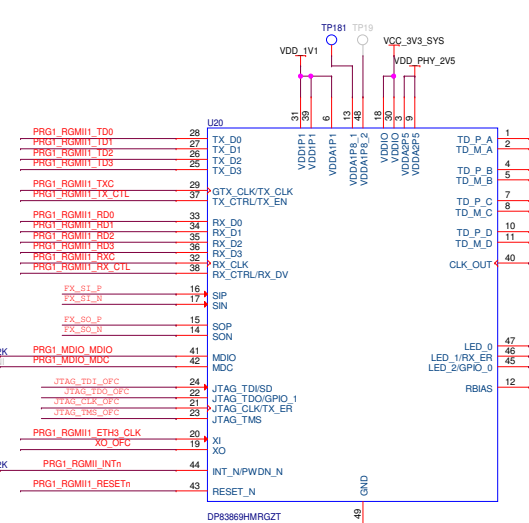 TP181 TP19
VCC_3V3_SYS
VDD_1V1
VDD_PHY_2V5
31 39 6 13 48 18 30 3 9
U20
VDD1P1 VDD1P1 VDDA1P1 VDDA1P8_1 VDDA1P8_2 VDDIO VDDIO VDDA2P5 VDDA2P5
PRG1_RGMII1_TD0 28 TX_D0 TD_P_A 1
PRG1_RGMII1_TD1 27 TX_D1 TD_M_A 2
PRG1_RGMII1_TD2 26 TX_D2
PRG1_RGMII1_TD3 25 TX_D3
TD_P_B 4
TD_M_B 5
PRG1_RGMII1_TXC 29 GTX_CLK/TX_CLK
PRG1_RGMII1_TX_CTL 37 TX_CTRL/TX_EN
TD_P_C 7
TD_M_C 8
PRG1_RGMII1_RD0 33 RX_D0
PRG1_RGMII1_RD1 34 RX_D1 TD_P_D 10
PRG1_RGMII1_RD2 35 RX_D2 TD_M_D 11
PRG1_RGMII1_RD3 36 RX_D3
PRG1_RGMII1_RXC 32 RX_CLK CLK_OUT 40
PRG1_RGMII1_RX_CTL 38 RX_CTRL/RX_DV
FX_SI_P 16 SIP
FX_SI_N 17 SIN
FX_SO_P 15 SOP
FX_SO_N 14 SON
LED_0 47
2K PRG1_MDIO_MDIO 41 MDIO LED_1/RX_ER 46
PRG1_MDIO_MDC 42 MDC LED_2/GPIO_0 45
JTAG_TDI_OFC 24 JTAG_TDI/SD RBIAS 12
JTAG_TDO_OFC 22 JTAG_TDO/GPIO_1
JTAG_CLK_OFC 21 JTAG_CLK/TX_ER
JTAG_TMS_OFC 23 JTAG_TMS
PRG1_RGMII1_ETH3_CLK 20 XI
XO_OFC 19 XO
2K PRG1_RGMII_INTn 44 INT_N/PWDN_N
PRG1_RGMII1_RESETn 43 RESET_N
GND
49
DP83869HMRGZT